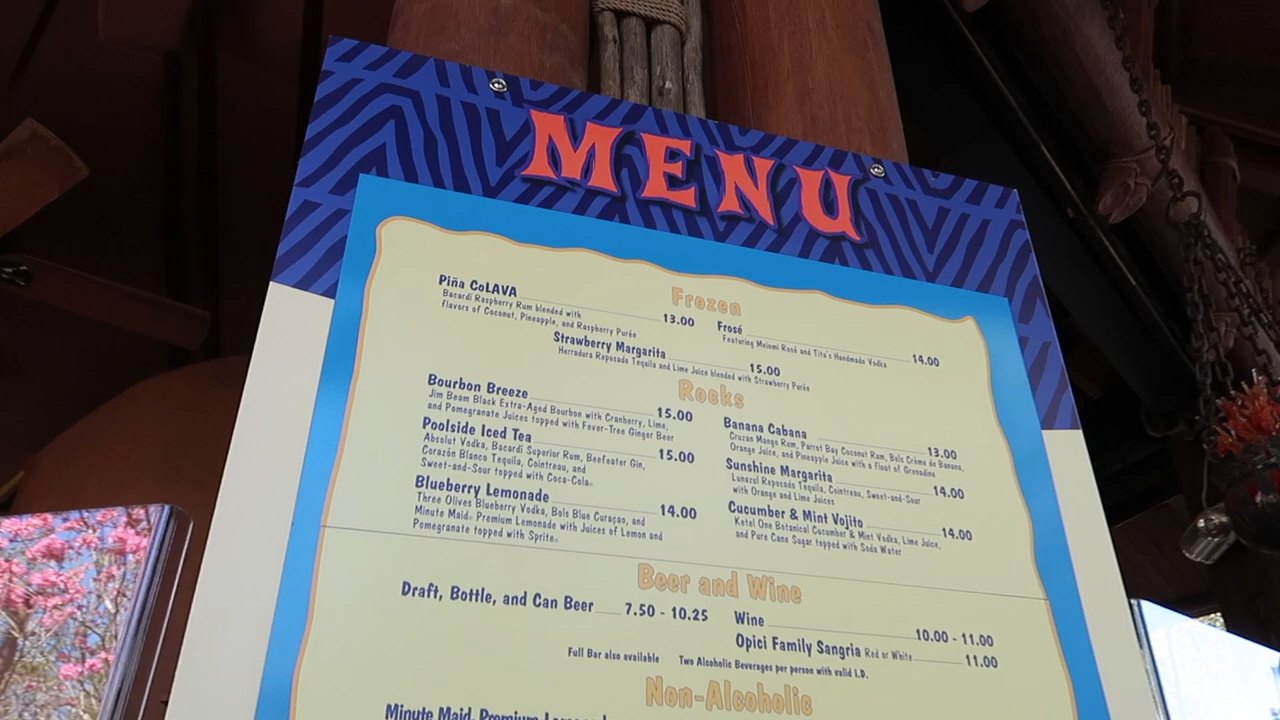 MENU
Frozen
Piña CoLAVA 13.00
Bacardi Raspberry Rum blended with
flavors of Coconut, Pineapple, and Raspberry Purée
Frosé 14.00
Featuring Meiomi Rosé and Tito's Handmade Vodka
Strawberry Margarita 15.00
Herradura Reposado Tequila and Lime Juice blended with Strawberry Purée
Rocks
Bourbon Breeze 15.00
Jim Beam Black Extra-Aged Bourbon with Cranberry, Lime,
and Pomegranate Juices topped with Fever-Tree Ginger Beer
Poolside Iced Tea 15.00
Absolut Vodka, Bacardi Superior Rum, Beefeater Gin,
Corazón Blanco Tequila, Cointreau, and
Sweet-and-Sour topped with Coca-Cola®
Blueberry Lemonade 14.00
Three Olives Blueberry Vodka, Bols Blue Curaçao, and
Minute Maid® Premium Lemonade with Juices of Lemon and
Pomegranate topped with Sprite®
Banana Cabana 13.00
Cruzan Mango Rum, Parrot Bay Coconut Rum, Bols Crème de Banana,
Orange Juice, and Pineapple Juice with a Float of Grenadine
Sunshine Margarita 14.00
Lunazul Reposado Tequila, Cointreau, Sweet-and-Sour
with Orange and Lime Juices
Cucumber & Mint Vojito 14.00
Ketel One Botanical Cucumber & Mint Vodka, Lime Juice,
and Pure Cane Sugar topped with Soda Water
Beer and Wine
Draft, Bottle, and Can Beer 7.50 - 10.25
Wine 10.00 - 11.00
Opici Family Sangria Red or White 11.00
Full Bar also available Two Alcoholic Beverages per person with valid I.D.
Non-Alcoholic
Minute Maid® Premium